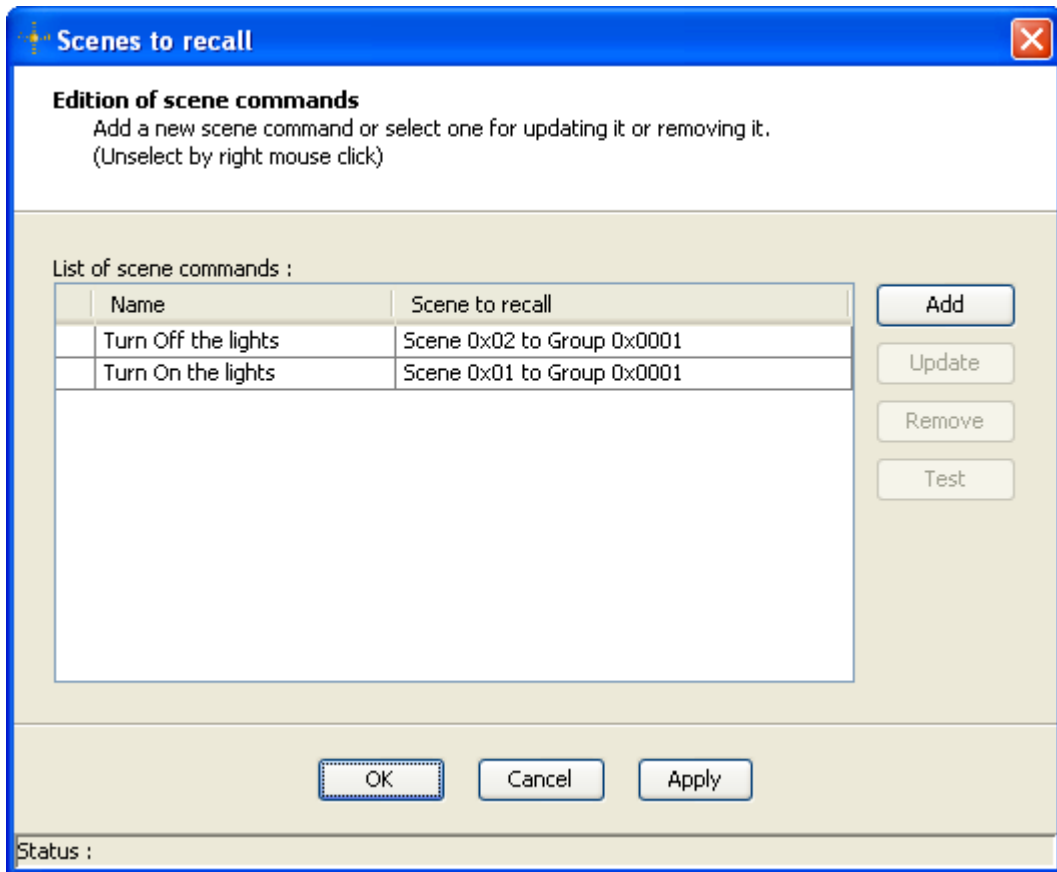 Scenes to recall
Edition of scene commands
Add a new scene command or select one for updating it or removing it.
(Unselect by right mouse click)
List of scene commands :
Name Scene to recall
Turn Off the lights Scene 0x02 to Group 0x0001
Turn On the lights Scene 0x01 to Group 0x0001
Add
Update
Remove
Test
OK Cancel Apply
Status :